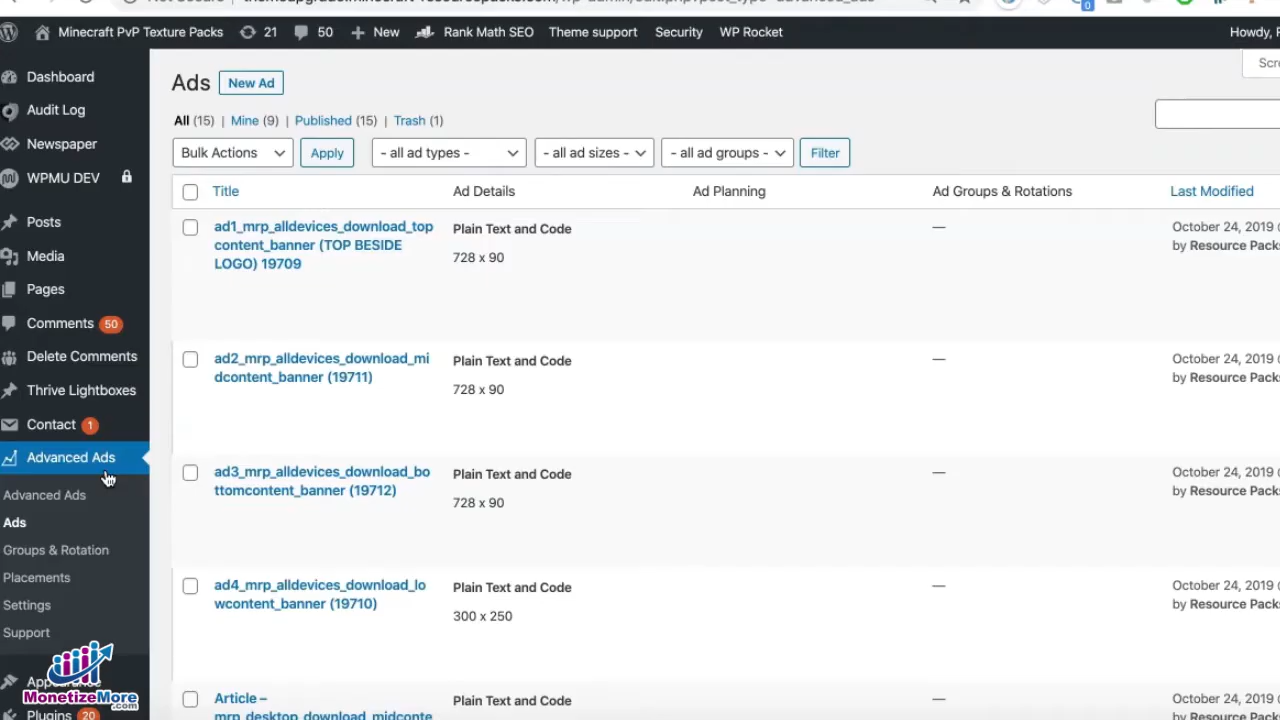 Minecraft PvP Texture Packs 21 50 New Rank Math SEO Theme support Security WP Rocket Howdy,
Dashboard
Audit Log
Newspaper
WPMU DEV
Posts
Media
Pages
Comments 50
Delete Comments
Thrive Lightboxes
Contact 1
Advanced Ads
Advanced Ads
Ads
Groups & Rotation
Placements
Settings
Support
Plugins 20
MonetizeMore
.com
Ads New Ad
All (15) | Mine (9) | Published (15) | Trash (1)
Bulk Actions Apply - all ad types - - all ad sizes - - all ad groups - Filter
Title Ad Details Ad Planning Ad Groups & Rotations Last Modified
ad1_mrp_alldevices_download_top
content_banner (TOP BESIDE
LOGO) 19709
Plain Text and Code
728 x 90
—
October 24, 2019
by Resource Packs
ad2_mrp_alldevices_download_mi
dcontent_banner (19711)
Plain Text and Code
728 x 90
—
October 24, 2019
by Resource Packs
ad3_mrp_alldevices_download_bo
ttomcontent_banner (19712)
Plain Text and Code
728 x 90
—
October 24, 2019
by Resource Packs
ad4_mrp_alldevices_download_lo
wcontent_banner (19710)
Plain Text and Code
300 x 250
—
October 24, 2019
by Resource Packs
Article –
mrp_desktop_download_midconte
Plain Text and Code
—
October 24, 2019
by Resource Packs